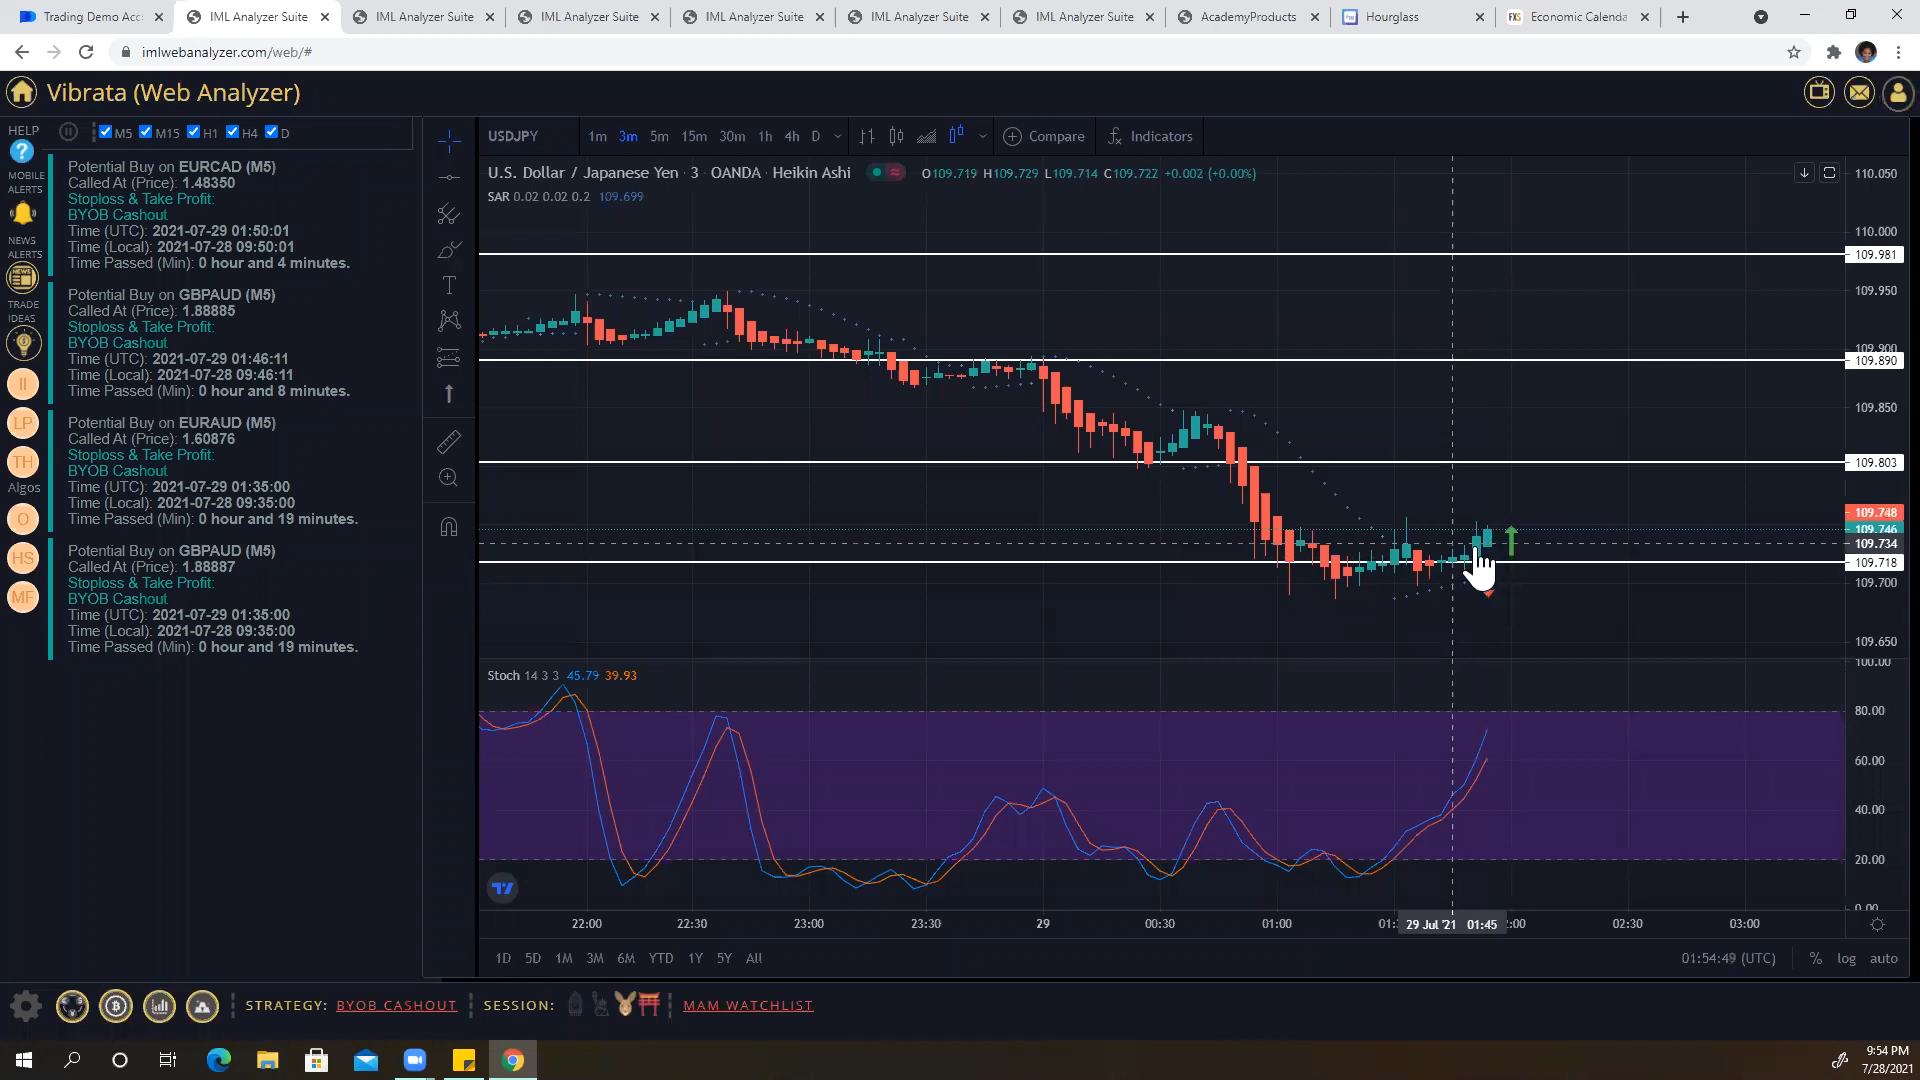 Trading Demo Acc
IML Analyzer Suite
IML Analyzer Suite
IML Analyzer Suite
IML Analyzer Suite
IML Analyzer Suite
IML Analyzer Suite
AcademyProducts
Hourglass
FXS Economic Calenda
imlwebanalyzer.com/web/#
Vibrata (Web Analyzer)
HELP
M5 M15 H1 H4 D
MOBILE
ALERTS
NEWS
ALERTS
NEWS
TRADE
IDEAS
II
LP
TH
Algos
O
HS
MF
Potential Buy on EURCAD (M5)
Called At (Price): 1.48350
Stoploss & Take Profit:
BYOB Cashout
Time (UTC): 2021-07-29 01:50:01
Time (Local): 2021-07-28 09:50:01
Time Passed (Min): 0 hour and 4 minutes.
Potential Buy on GBPAUD (M5)
Called At (Price): 1.88885
Stoploss & Take Profit:
BYOB Cashout
Time (UTC): 2021-07-29 01:46:11
Time (Local): 2021-07-28 09:46:11
Time Passed (Min): 0 hour and 8 minutes.
Potential Buy on EURAUD (M5)
Called At (Price): 1.60876
Stoploss & Take Profit:
BYOB Cashout
Time (UTC): 2021-07-29 01:35:00
Time (Local): 2021-07-28 09:35:00
Time Passed (Min): 0 hour and 19 minutes.
Potential Buy on GBPAUD (M5)
Called At (Price): 1.88887
Stoploss & Take Profit:
BYOB Cashout
Time (UTC): 2021-07-29 01:35:00
Time (Local): 2021-07-28 09:35:00
Time Passed (Min): 0 hour and 19 minutes.
USDJPY 1m 3m 5m 15m 30m 1h 4h D Compare Indicators
U.S. Dollar / Japanese Yen · 3 · OANDA · Heikin Ashi O109.719 H109.729 L109.714 C109.722 +0.002 (+0.00%)
SAR 0.02 0.02 0.2 109.699
110.050
110.000
109.981
109.950
109.900
109.890
109.850
109.803
109.748
109.746
109.734
109.718
109.700
109.650
Stoch 14 3 3 45.79 39.93
100.00
80.00
60.00
40.00
20.00
0.00
22:00 22:30 23:00 23:30 29 00:30 01:00 29 Jul '21 01:45 02:30 03:00
1D 5D 1M 3M 6M YTD 1Y 5Y All 01:54:49 (UTC) % log auto
STRATEGY: BYOB CASHOUT SESSION: MAM WATCHLIST
9:54 PM
7/28/2021